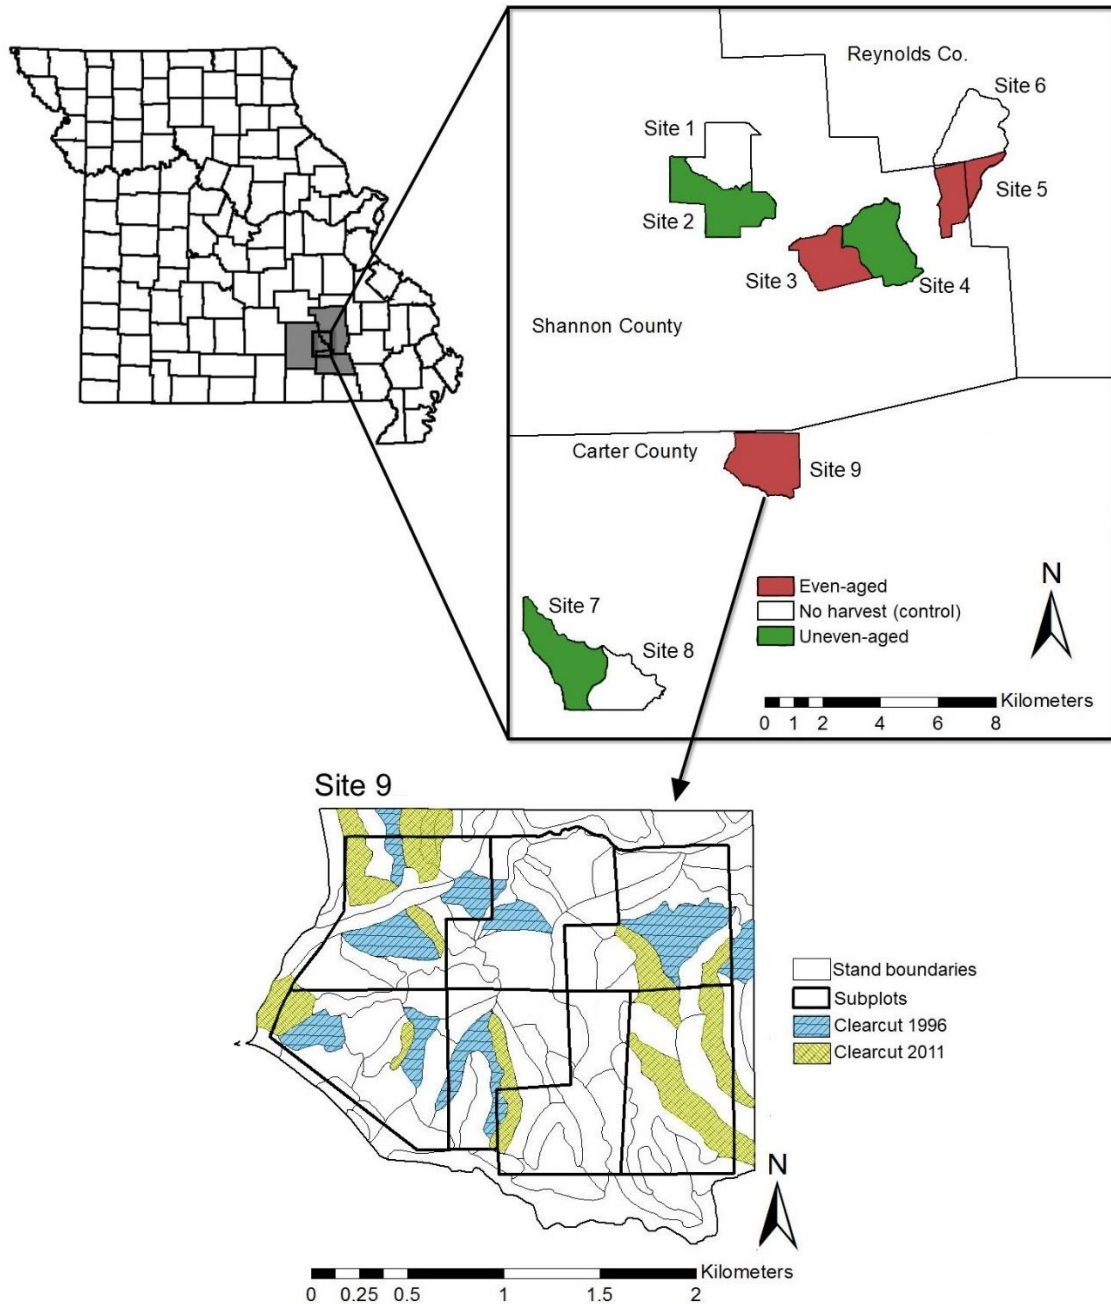 Reynolds Co.
Site 6
Site 1
Site 5
Site 2
Site 3
Site 4
Shannon County
Carter County
Site 9
N
Even-aged
No harvest (control)
Uneven-aged
Site 7
Site 8
Kilometers
0 1 2 4 6 8
Site 9
Stand boundaries
Subplots
Clearcut 1996
Clearcut 2011
N
Kilometers
0 0.25 0.5 1 1.5 2